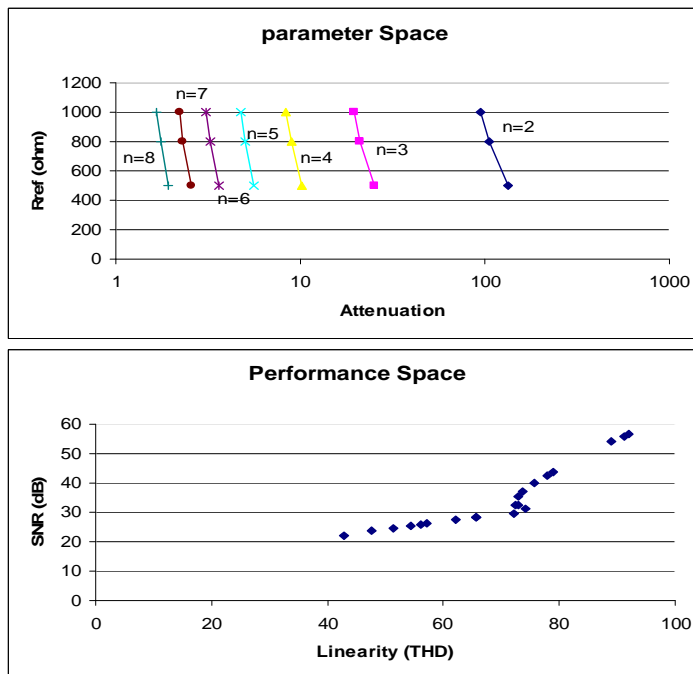 parameter Space
1200
1000
800
600
400
200
0
Rref (ohm)
n=7
n=8
n=6
n=5
n=4
n=3
n=2
1 10 100 1000
Attenuation
Performance Space
60
50
40
30
20
10
0
SNR (dB)
0 20 40 60 80 100
Linearity (THD)